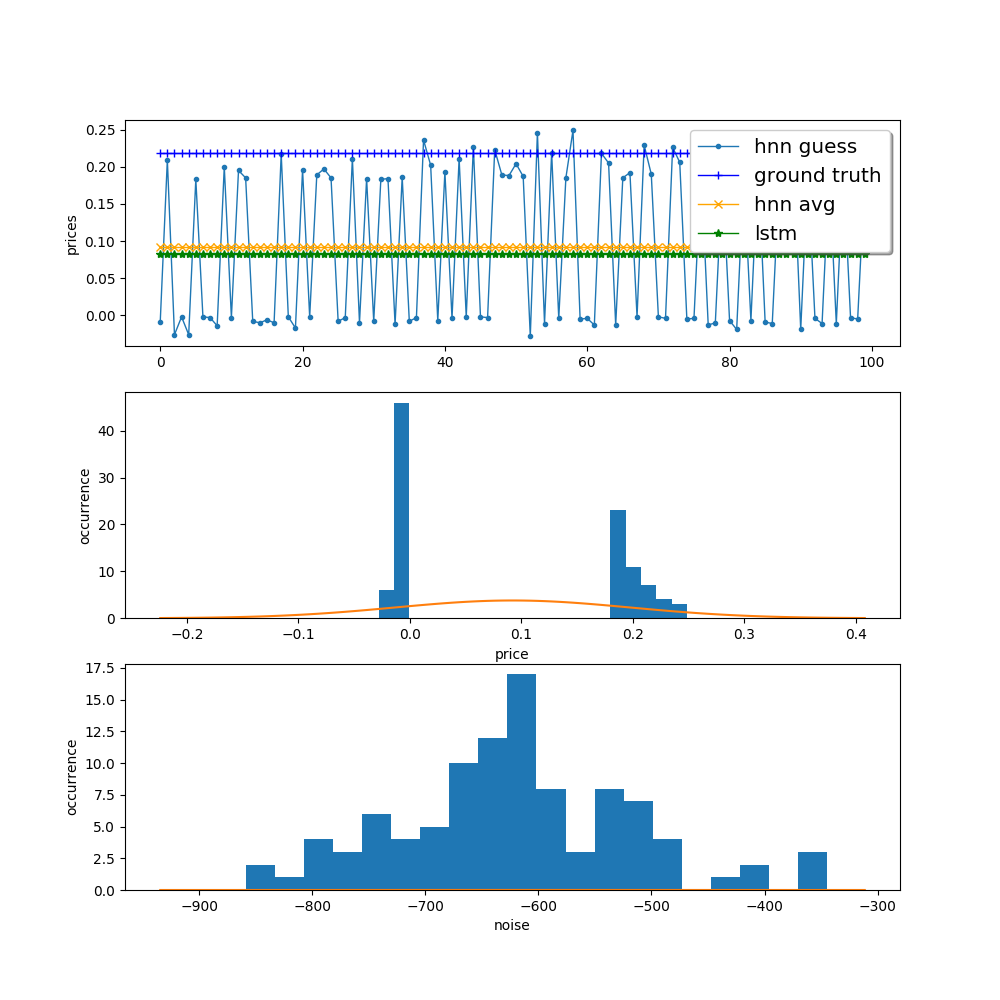 0.25
0.20
0.15
0.10
0.05
0.00
prices
hnn guess
ground truth
hnn avg
lstm
0 20 40 60 80 100
40
30
20
10
0
occurrence
−0.2 −0.1 0.0 0.1 0.2 0.3 0.4
price
17.5
15.0
12.5
10.0
7.5
5.0
2.5
0.0
occurrence
−900 −800 −700 −600 −500 −400 −300
noise